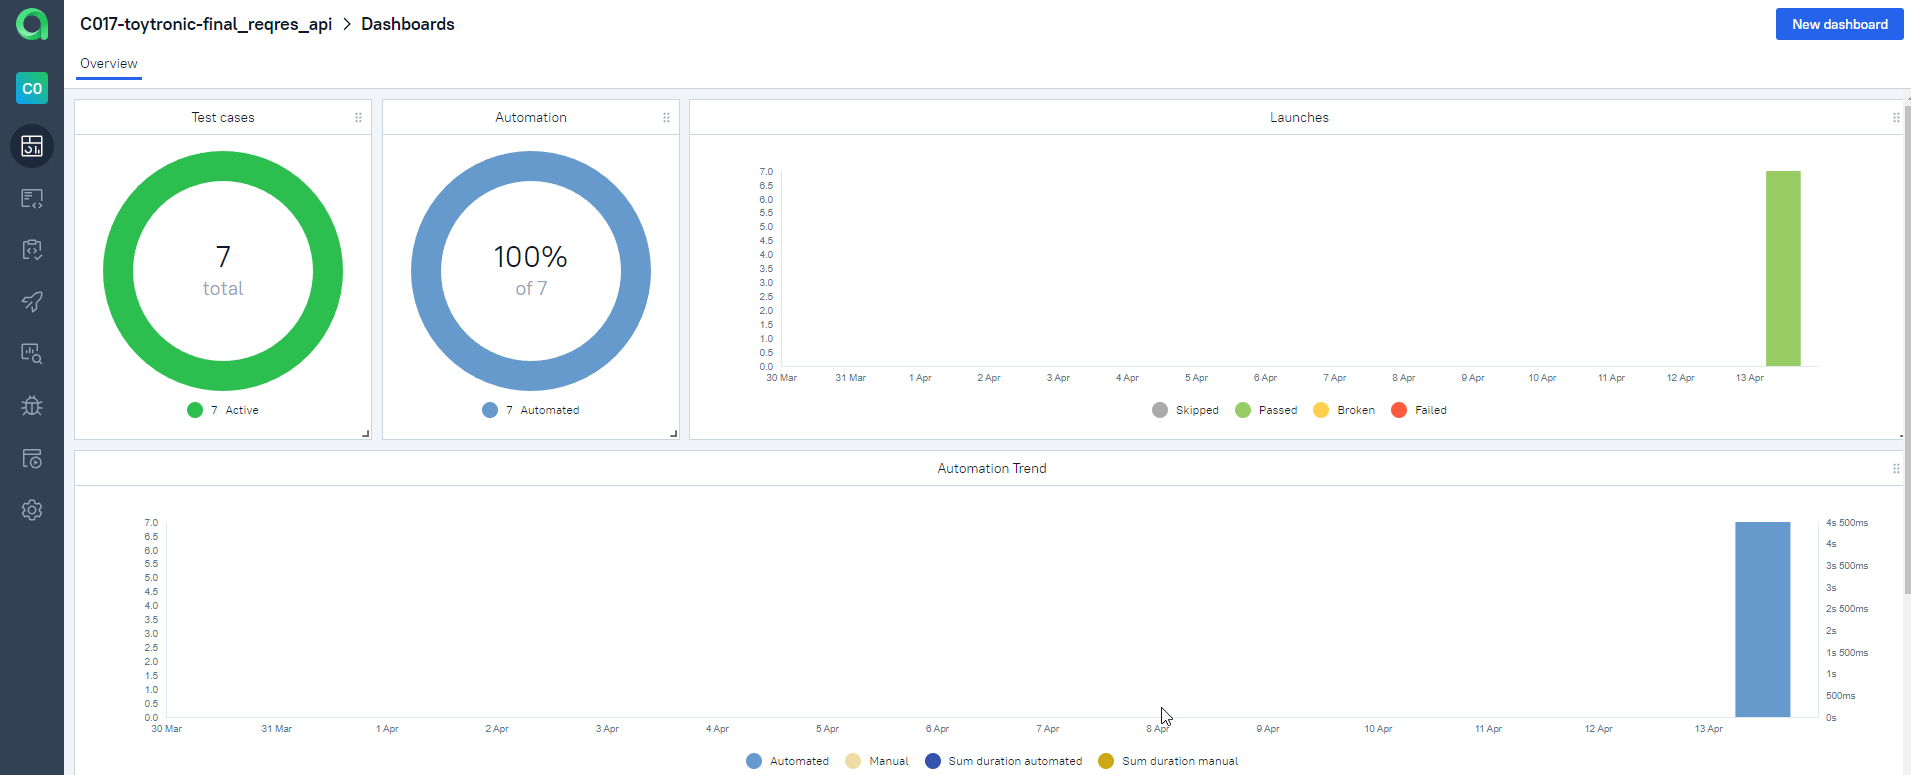 C017-toytronic-final_reqres_api > Dashboards
New dashboard
Overview
C0
Test cases
7
total
7 Active
Automation
100%
of 7
7 Automated
Launches
7.0
6.5
6.0
5.5
5.0
4.5
4.0
3.5
3.0
2.5
2.0
1.5
1.0
0.5
0.0
30 Mar 31 Mar 1 Apr 2 Apr 3 Apr 4 Apr 5 Apr 6 Apr 7 Apr 8 Apr 9 Apr 10 Apr 11 Apr 12 Apr 13 Apr
Skipped Passed Broken Failed
Automation Trend
7.0
6.5
6.0
5.5
5.0
4.5
4.0
3.5
3.0
2.5
2.0
1.5
1.0
0.5
0.0
4s 500ms
4s
3s 500ms
3s
2s 500ms
2s
1s 500ms
1s
500ms
0s
30 Mar 31 Mar 1 Apr 2 Apr 3 Apr 4 Apr 5 Apr 6 Apr 7 Apr 8 Apr 9 Apr 10 Apr 11 Apr 12 Apr 13 Apr
Automated Manual Sum duration automated Sum duration manual